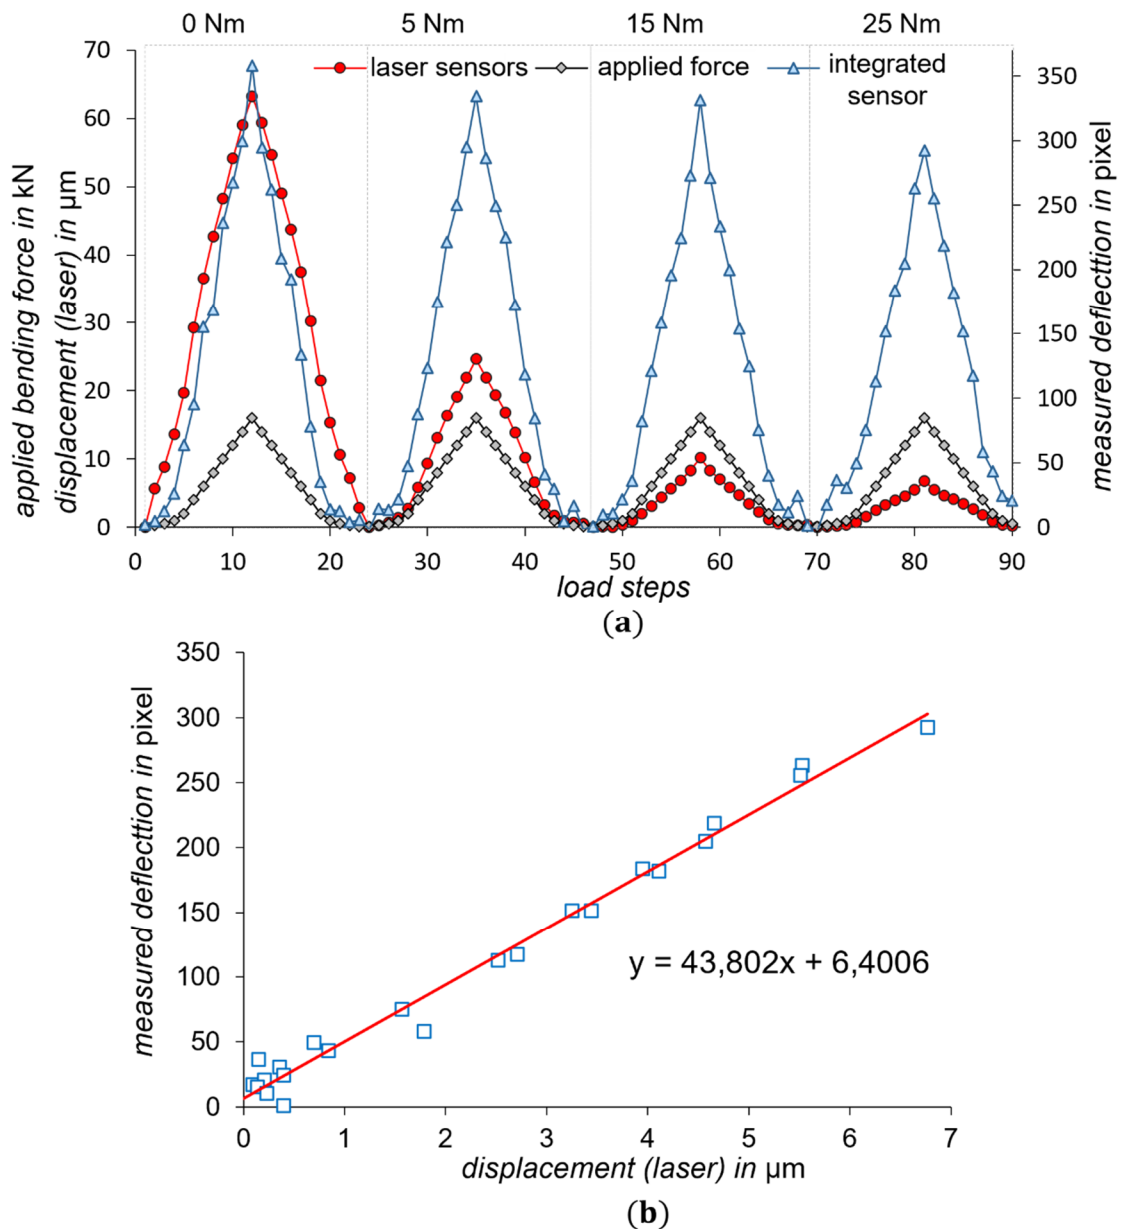 0 Nm 5 Nm 15 Nm 25 Nm
laser sensors applied force integrated sensor
applied bending force in kN
displacement (laser) in µm
70
60
50
40
30
20
10
0
350
300
250
200
150
100
50
0
measured deflecttion in pixel
0 10 20 30 40 50 60 70 80 90
load steps
(a)
measured deflecttion in pixel
350
300
250
200
150
100
50
0
y = 43,802x + 6,4006
0 1 2 3 4 5 6 7
displacement (laser) in µm
(b)